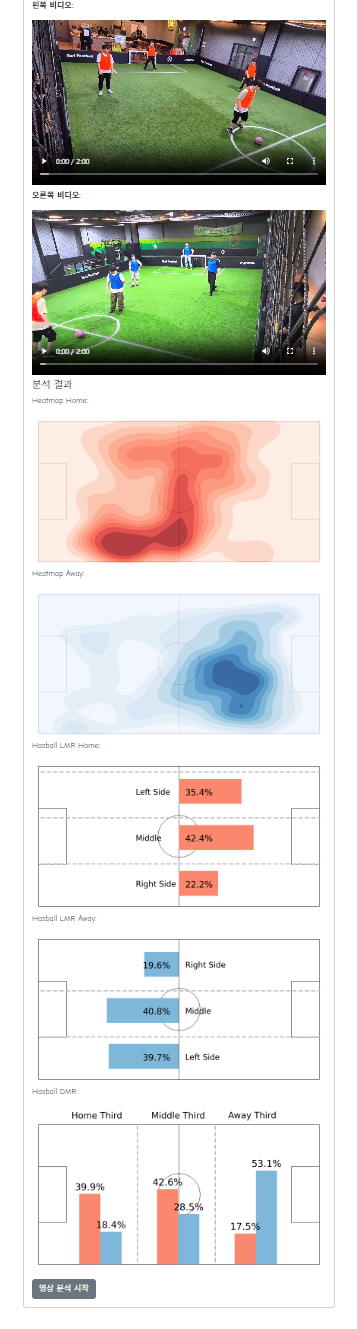 왼쪽 비디오:
0:00 / 2:00
오른쪽 비디오:
0:00 / 2:00
분석 결과
Heatmap Home:
Heatmap Away:
Hasball LMR Home:
Left Side 35.4%
Middle 42.4%
Right Side 22.2%
Hasball LMR Away:
19.6% Right Side
40.8% Middle
39.7% Left Side
Hasball DMR:
Home Third Middle Third Away Third
53.1%
42.6%
39.9%
28.5%
18.4% 17.5%
영상 분석 시작